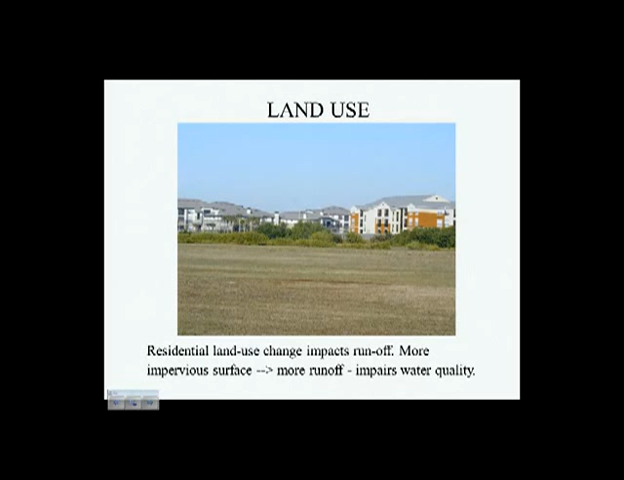 LAND USE
Residential land-use change impacts run-off. More
impervious surface --> more runoff - impairs water quality.